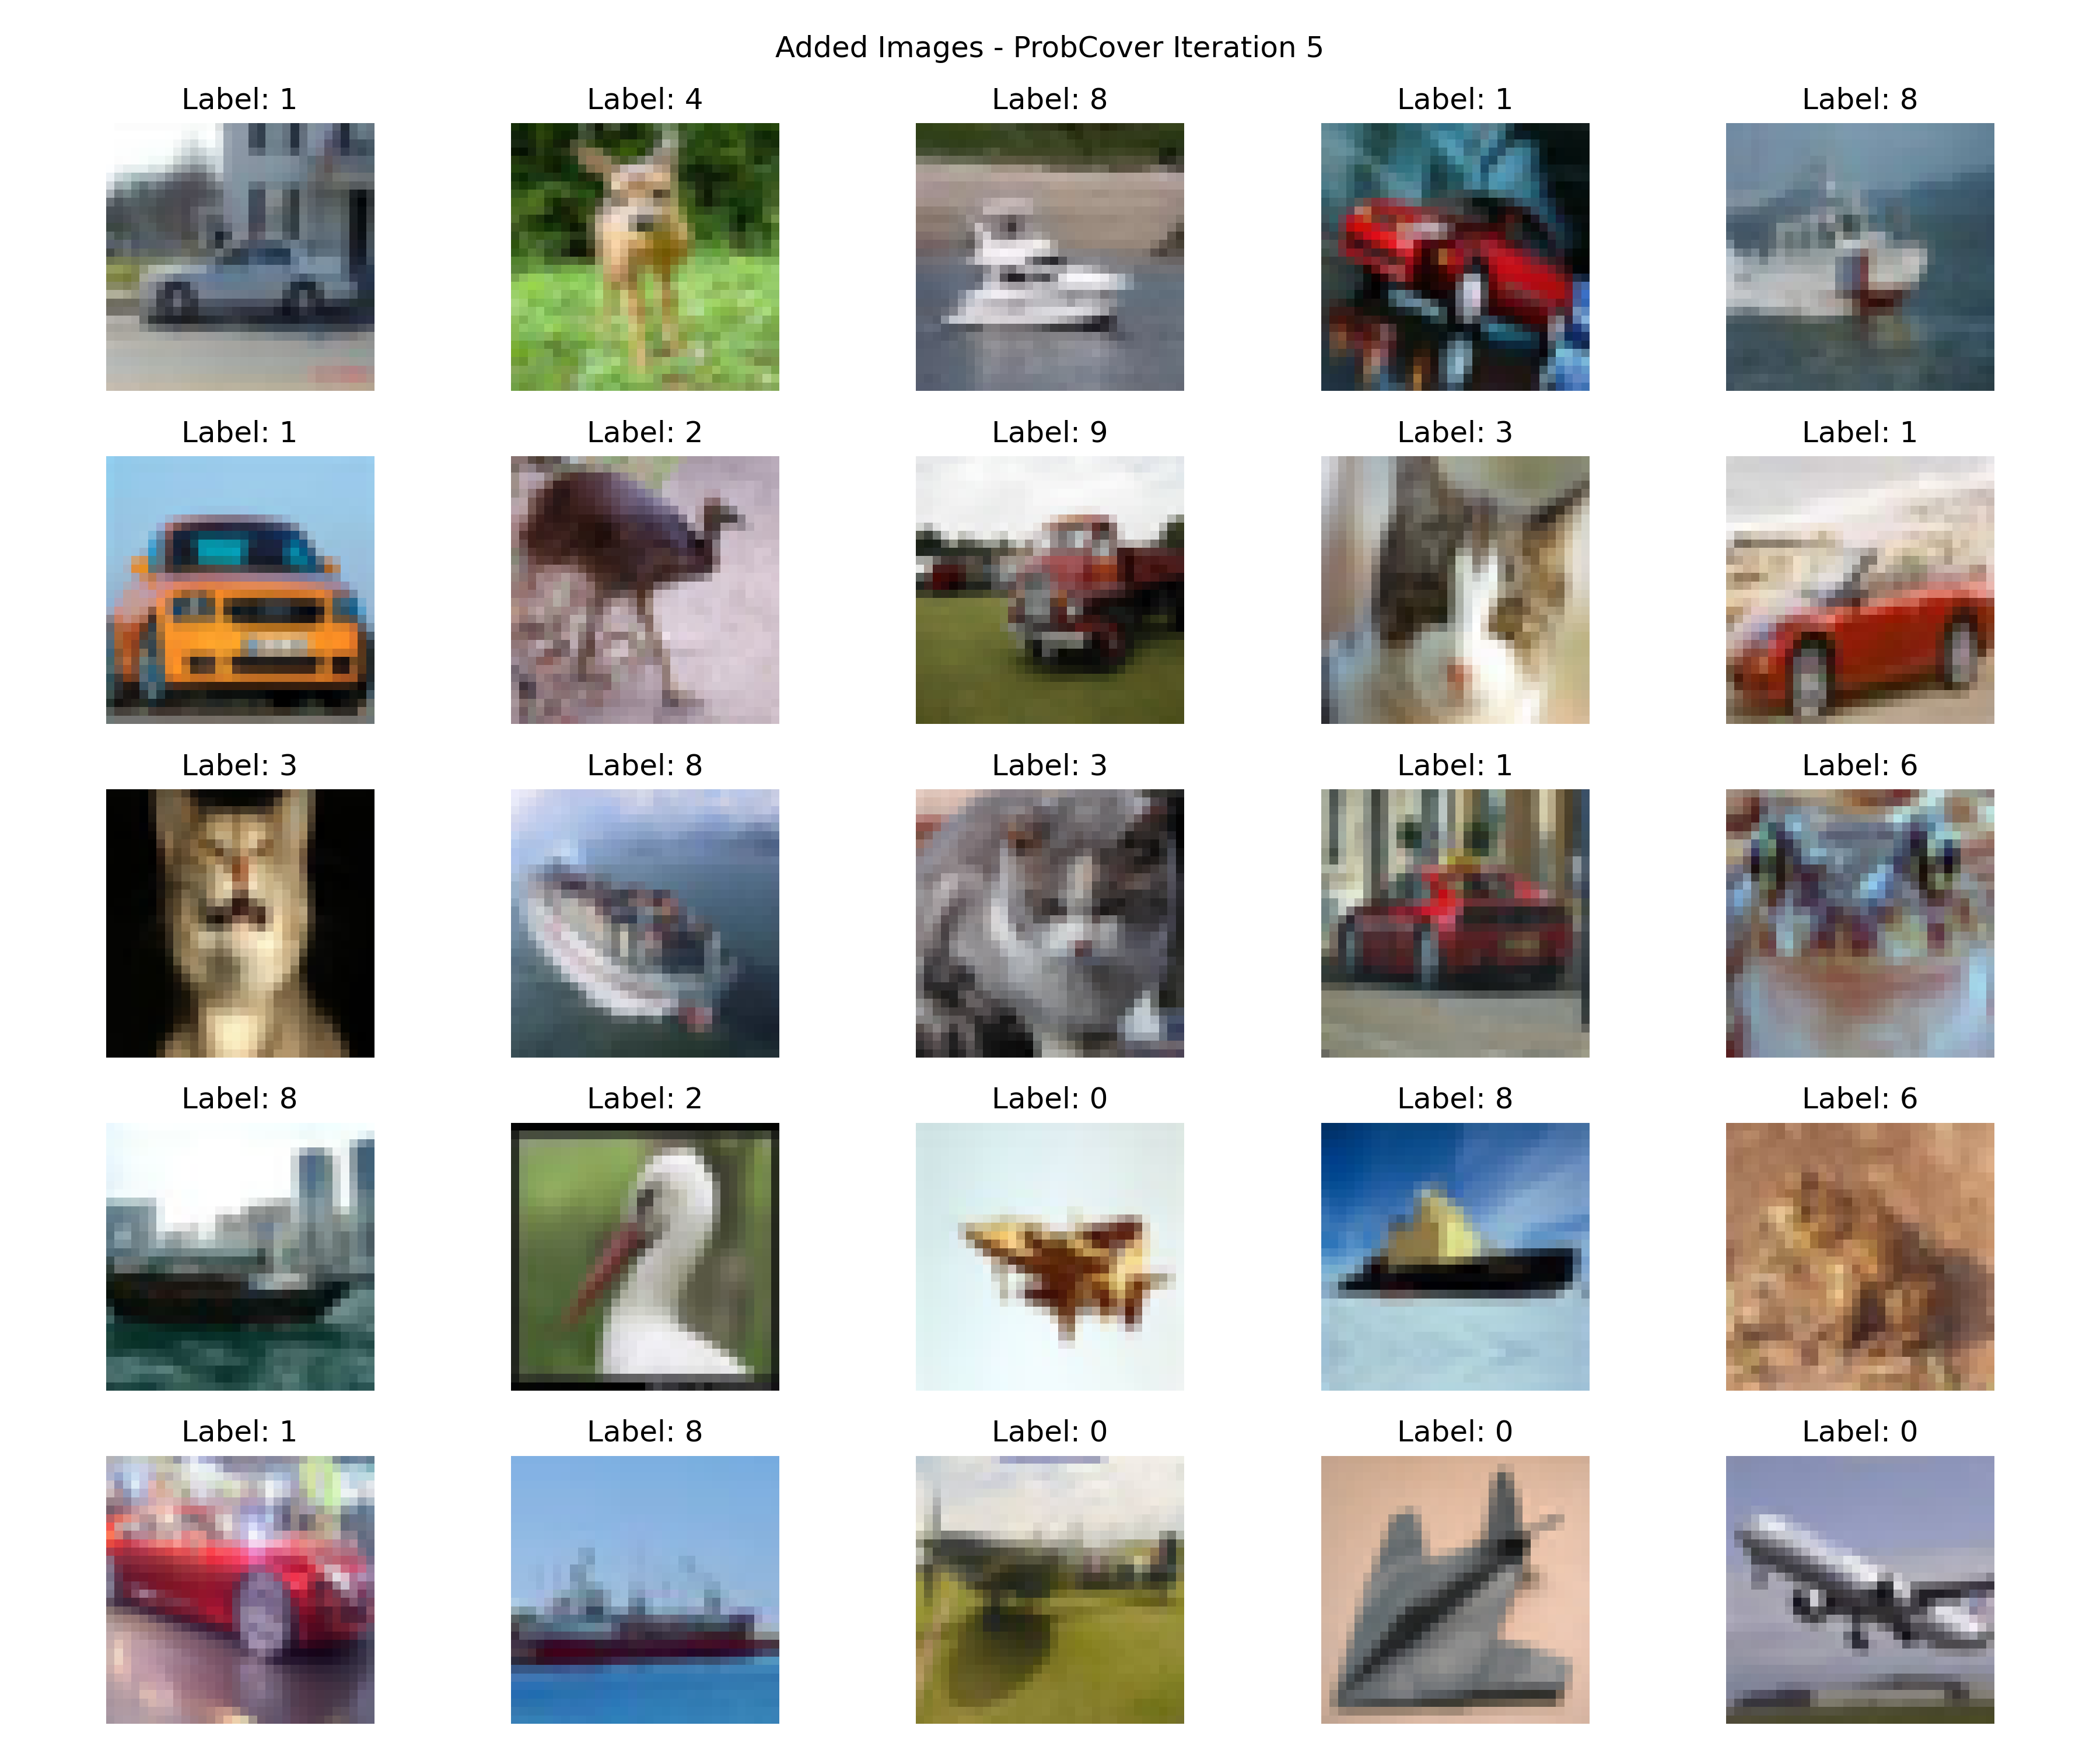 Added Images - ProbCover Iteration 5
Label: 1 Label: 4 Label: 8 Label: 1 Label: 8
Label: 1 Label: 2 Label: 9 Label: 3 Label: 1
Label: 3 Label: 8 Label: 3 Label: 1 Label: 6
Label: 8 Label: 2 Label: 0 Label: 8 Label: 6
Label: 1 Label: 8 Label: 0 Label: 0 Label: 0